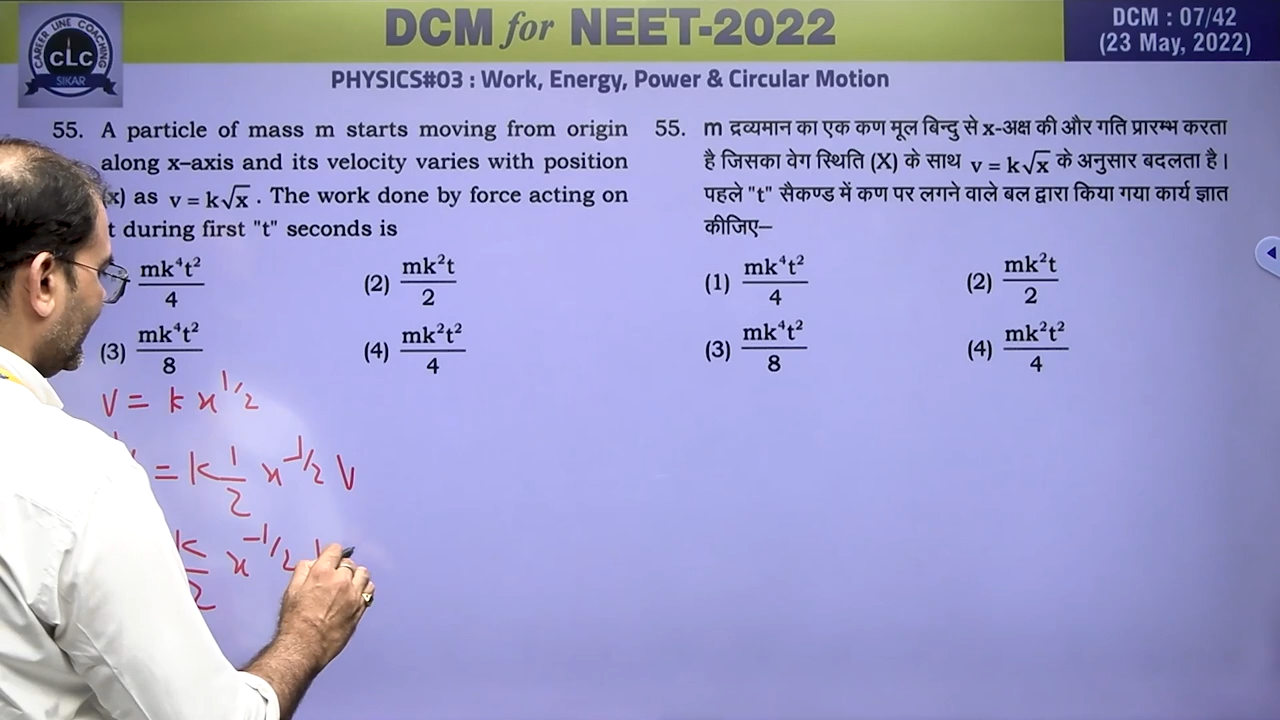 DCM for NEET-2022
DCM : 07/42
(23 May, 2022)
CAREER LINE COACHING
CLC
SIKAR
PHYSICS#03 : Work, Energy, Power & Circular Motion
55. A particle of mass m starts moving from origin
along x–axis and its velocity varies with position
x) as v = k√x . The work done by force acting on
t during first "t" seconds is
mk⁴t²/4
(2) mk²t/2
(3) mk⁴t²/8
(4) mk²t²/4
55. m द्रव्यमान का एक कण मूल बिन्दु से x-अक्ष की और गति प्रारम्भ करता
है जिसका वेग स्थिति (X) के साथ v = k√x के अनुसार बदलता है।
पहले "t" सैकण्ड में कण पर लगने वाले बल द्वारा किया गया कार्य ज्ञात
कीजिए–
(1) mk⁴t²/4
(2) mk²t/2
(3) mk⁴t²/8
(4) mk²t²/4
v = k x^1/2
= k 1/2 x^-1/2 v
k/2 x^-1/2